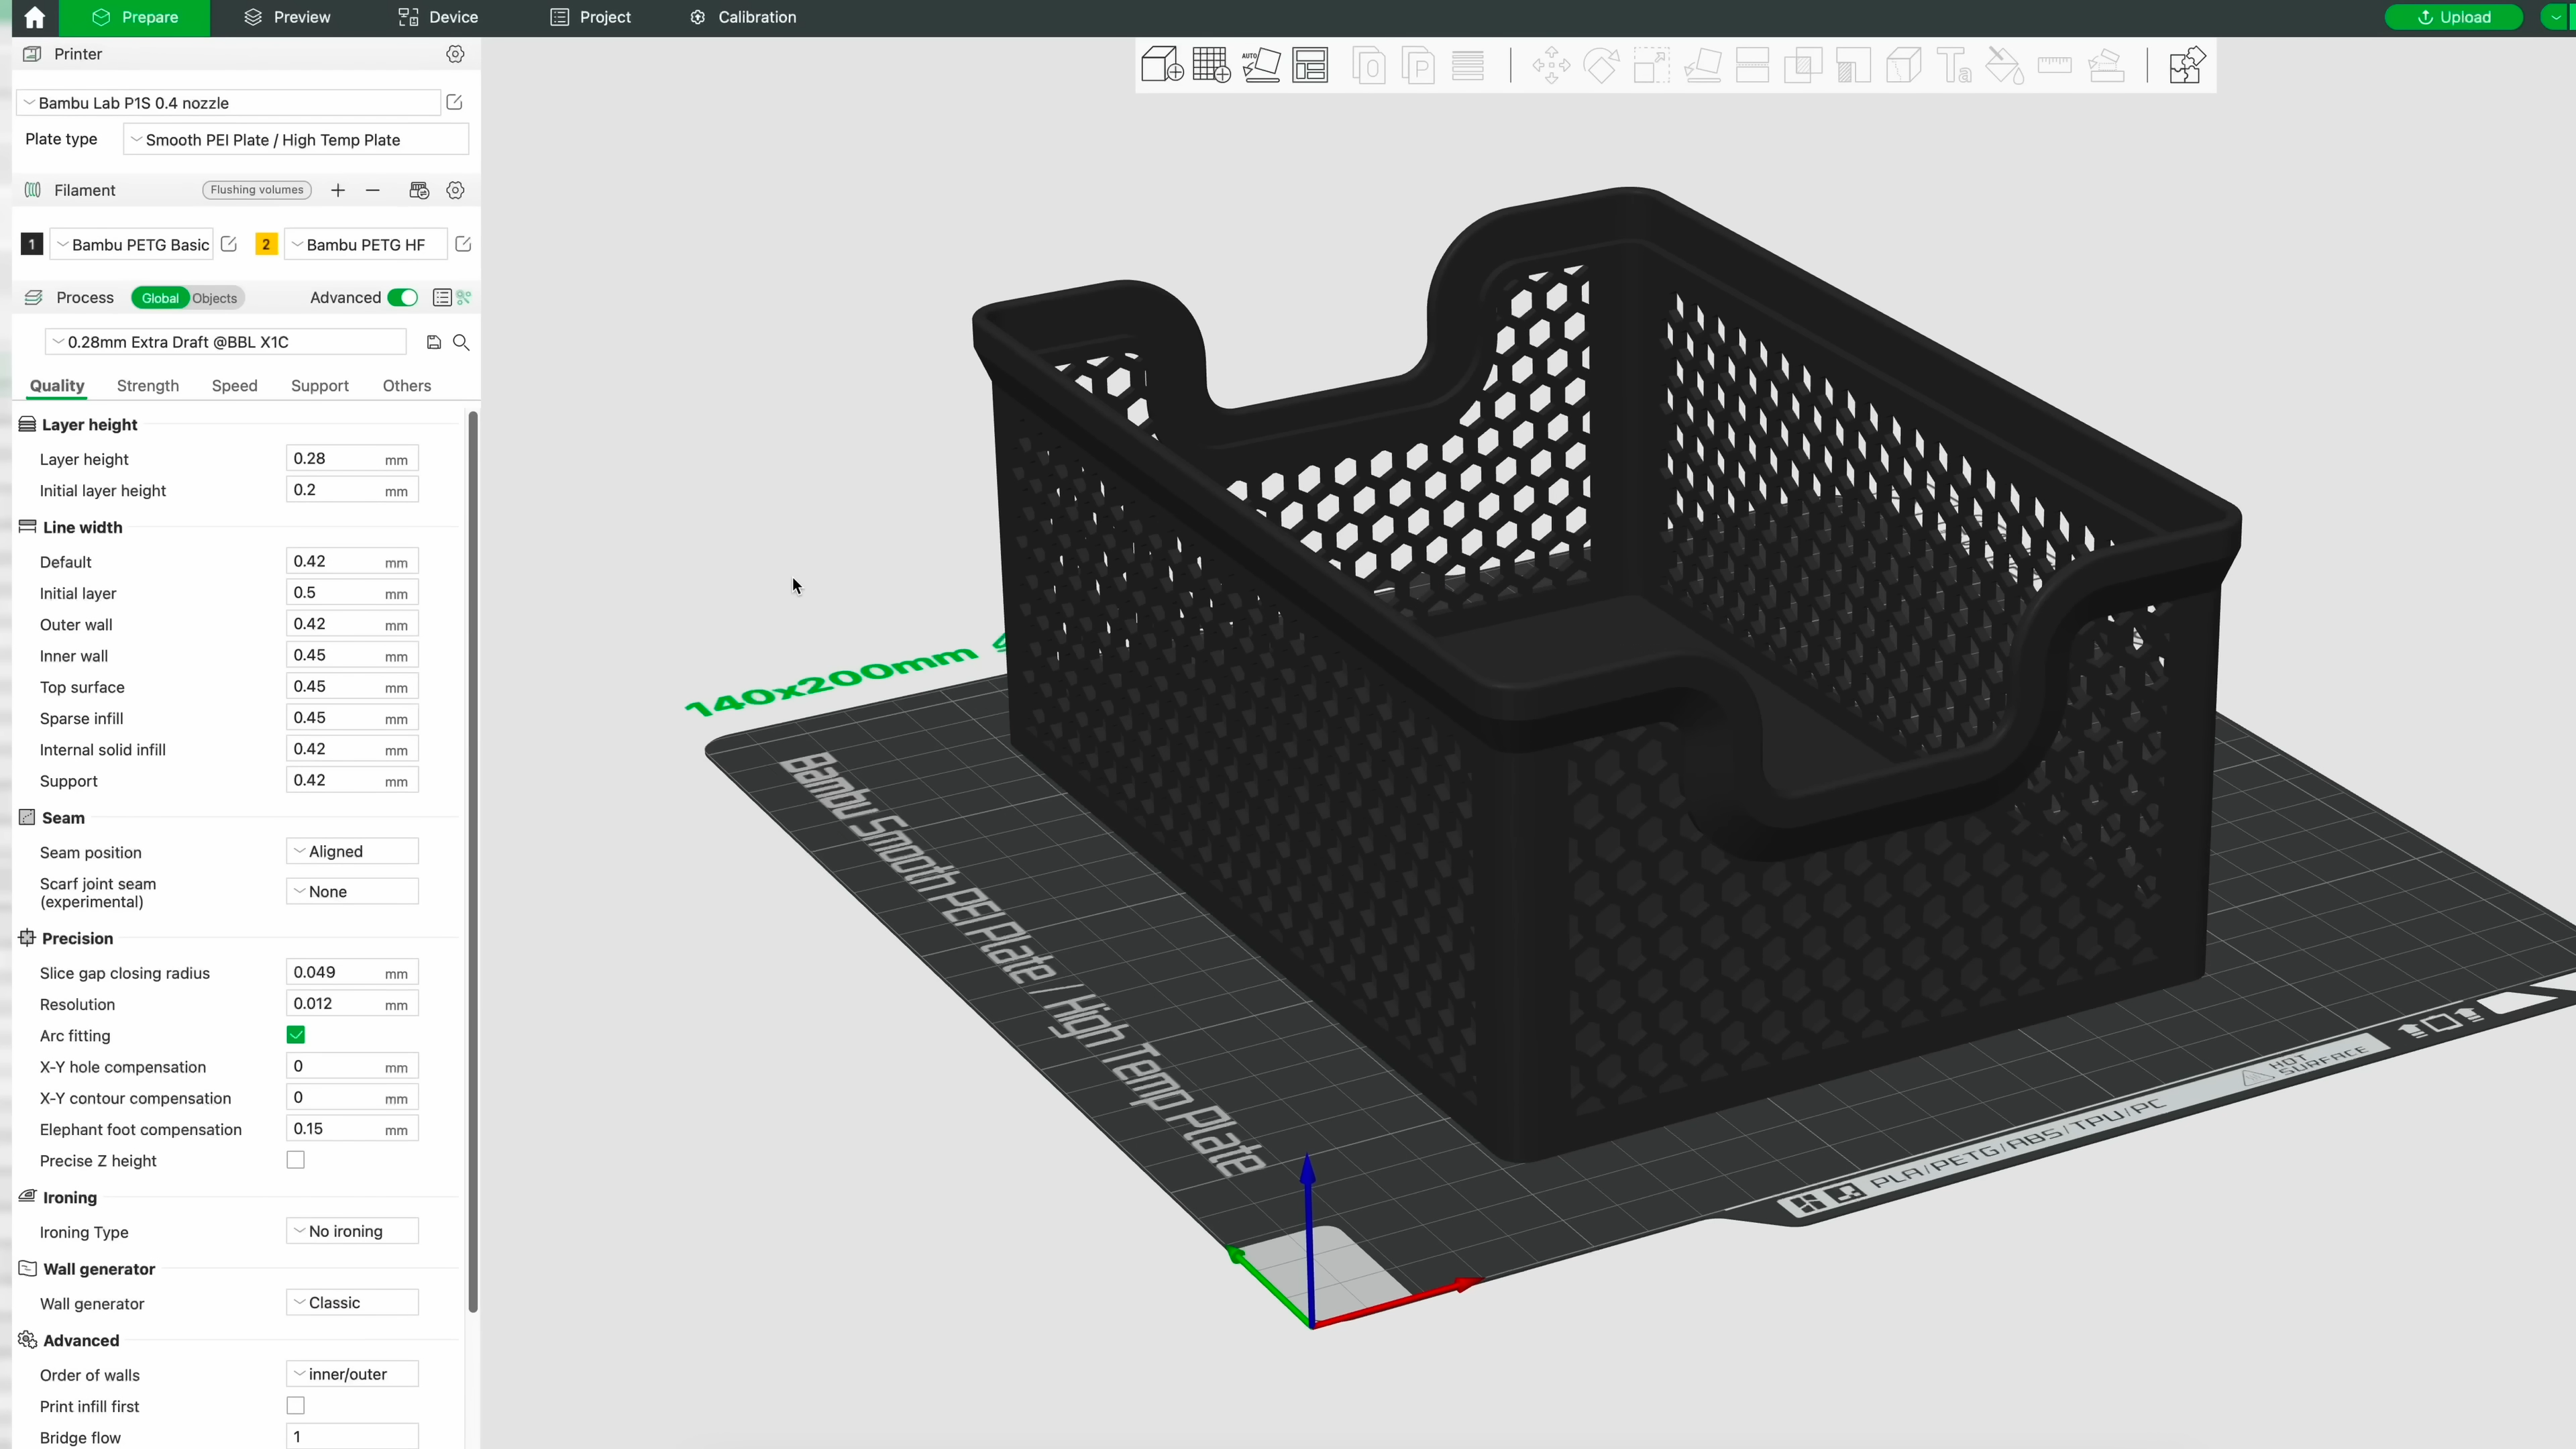 Prepare Preview Device Project Calibration Upload
Printer
Bambu Lab P1S 0.4 nozzle
Plate type Smooth PEI Plate / High Temp Plate
Filament Flushing volumes
1 Bambu PETG Basic 2 Bambu PETG HF
Process Global Objects Advanced
0.28mm Extra Draft @BBL X1C
Quality Strength Speed Support Others
Layer height
Layer height 0.28 mm
Initial layer height 0.2 mm
Line width
Default 0.42 mm
Initial layer 0.5 mm
Outer wall 0.42 mm
Inner wall 0.45 mm
Top surface 0.45 mm
Sparse infill 0.45 mm
Internal solid infill 0.42 mm
Support 0.42 mm
Seam
Seam position Aligned
Scarf joint seam
(experimental) None
Precision
Slice gap closing radius 0.049 mm
Resolution 0.012 mm
Arc fitting
X-Y hole compensation 0 mm
X-Y contour compensation 0 mm
Elephant foot compensation 0.15 mm
Precise Z height
Ironing
Ironing Type No ironing
Wall generator
Wall generator Classic
Advanced
Order of walls inner/outer
Print infill first
Bridge flow 1
AUTO
O
P
Ta
140x200mm
Bambu Smooth PEI Plate / High Temp Plate
PLA/PETG/ABS/TPU/PC
HOT
SURFACE